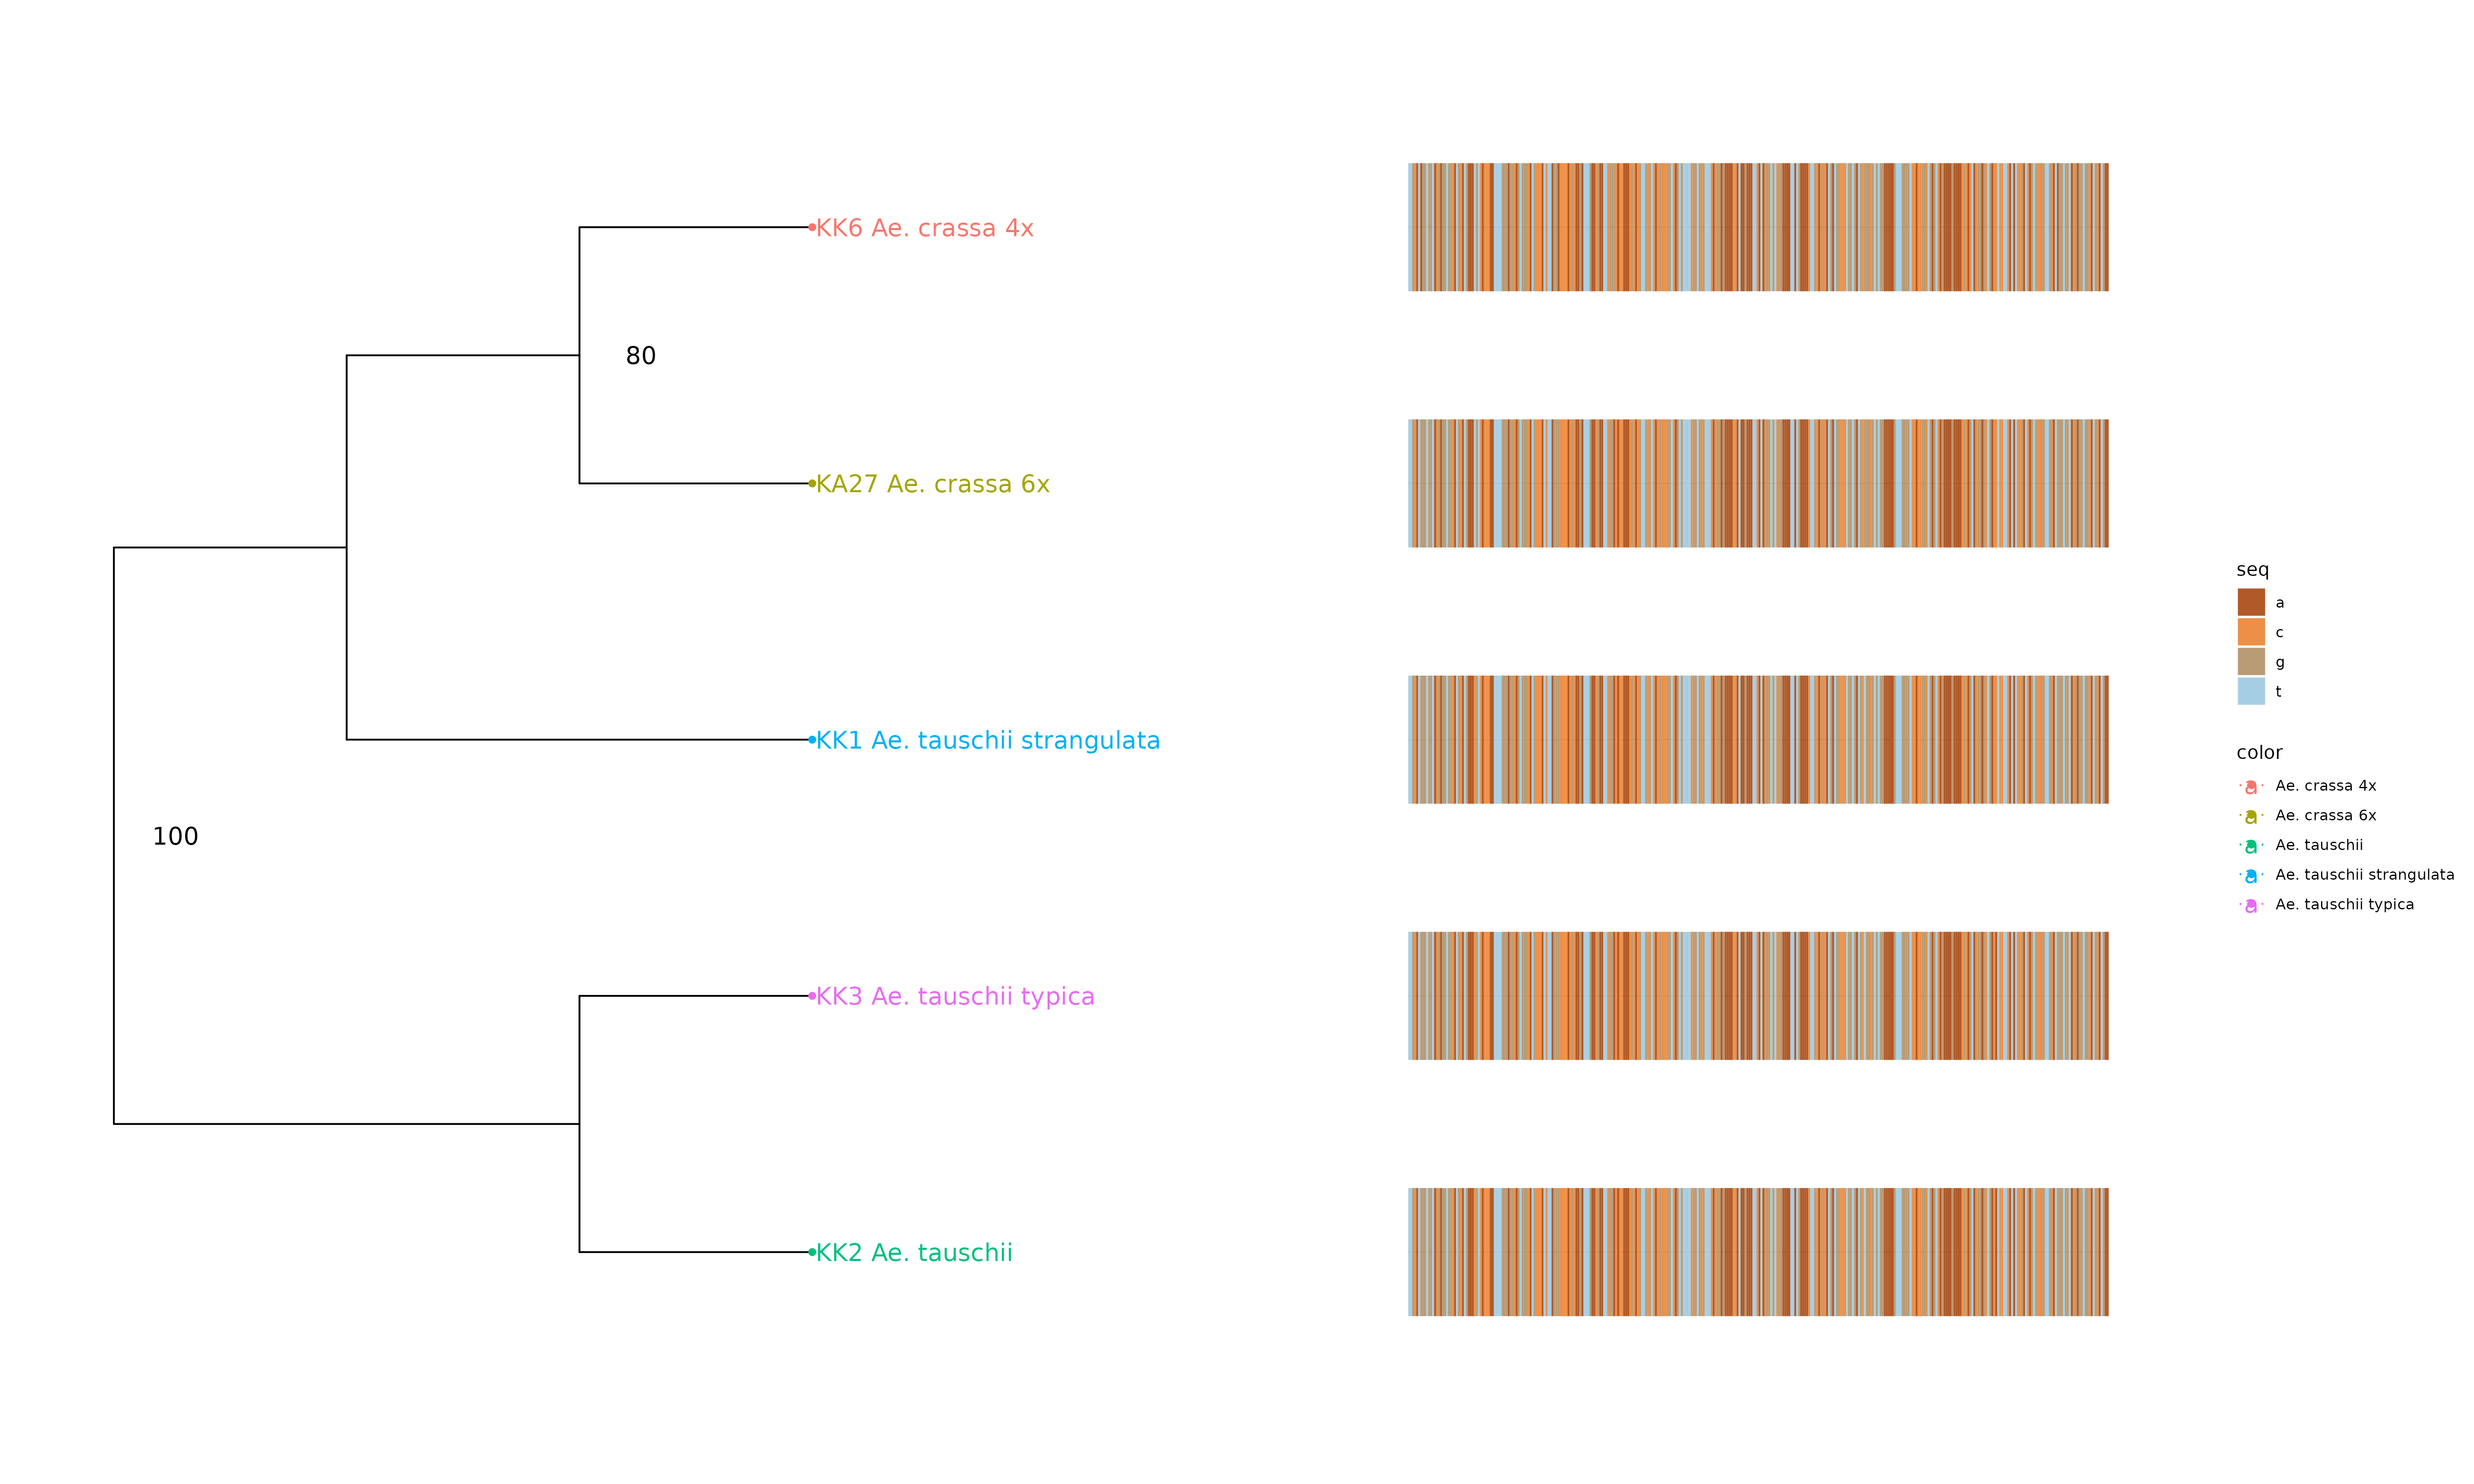 KK6 Ae. crassa 4x
80
KA27 Ae. crassa 6x
KK1 Ae. tauschii strangulata
100
KK3 Ae. tauschii typica
KK2 Ae. tauschii
seq
a
c
g
t
color
a Ae. crassa 4x
a Ae. crassa 6x
a Ae. tauschii
a Ae. tauschii strangulata
a Ae. tauschii typica